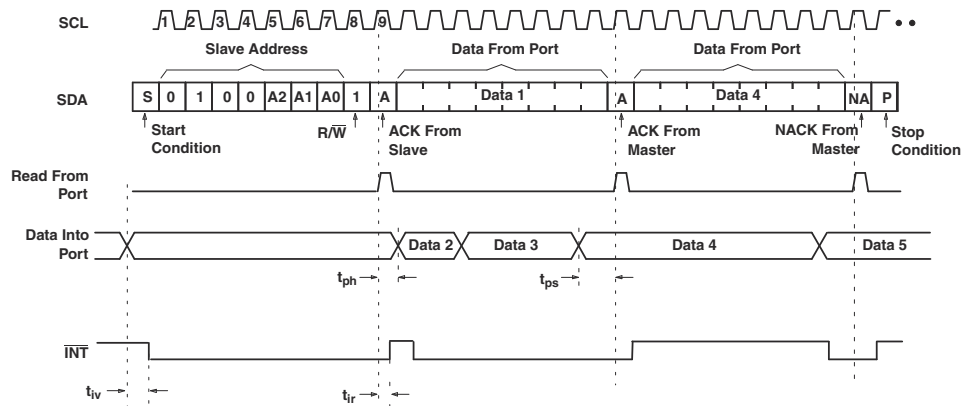 SCL
1 2 3 4 5 6 7 8 9
Slave Address
Data From Port
Data From Port
SDA
S 0 1 0 0 A2 A1 A0 1 A Data 1 A Data 4 NA P
Start
Condition
R/W̅
ACK From
Slave
ACK From
Master
NACK From
Master
Stop
Condition
Read From
Port
Data Into
Port
Data 2 Data 3 Data 4 Data 5
tph
tps
I̅N̅T̅
tiv
tir